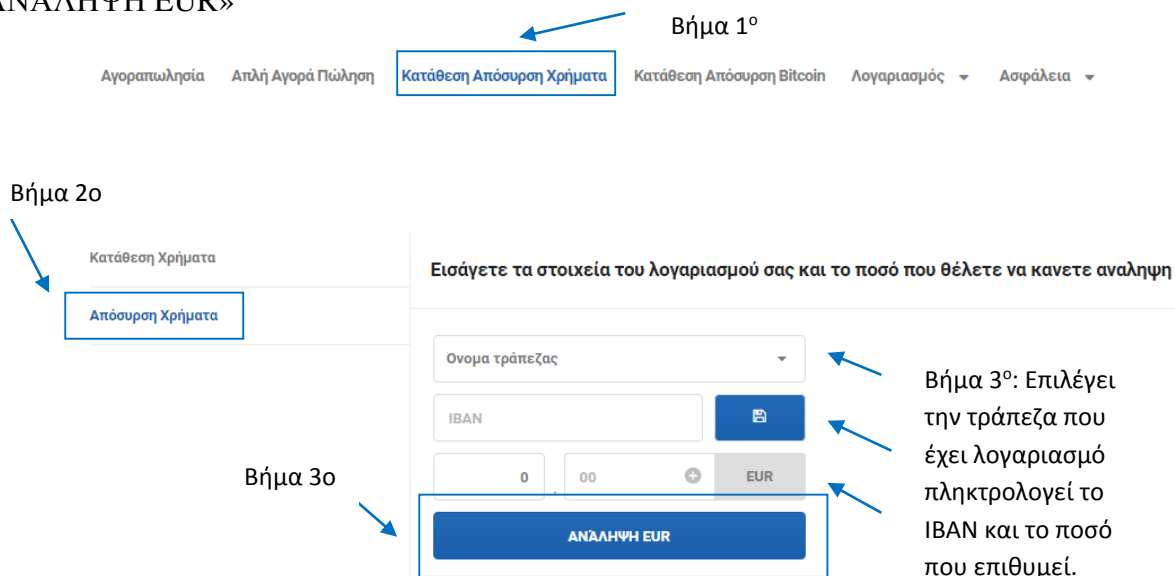 ΑΝΑΛΗΨΗ EUR»
Βήμα 1ο
Αγοραπωλησία Απλή Αγορά Πώληση Κατάθεση Απόσυρση Χρήματα Κατάθεση Απόσυρση Bitcoin Λογαριασμός Ασφάλεια
Βήμα 2ο
Κατάθεση Χρήματα
Απόσυρση Χρήματα
Εισάγετε τα στοιχεία του λογαριασμού σας και το ποσό που θέλετε να κανετε αναληψη
Όνομα τράπεζας
IBAN
0 . 00 EUR
ΑΝΆΛΗΨΗ EUR
Βήμα 3ο
Βήμα 3ο: Επιλέγει
την τράπεζα που
έχει λογαριασμό
πληκτρολογεί το
IBAN και το ποσό
που επιθυμεί.